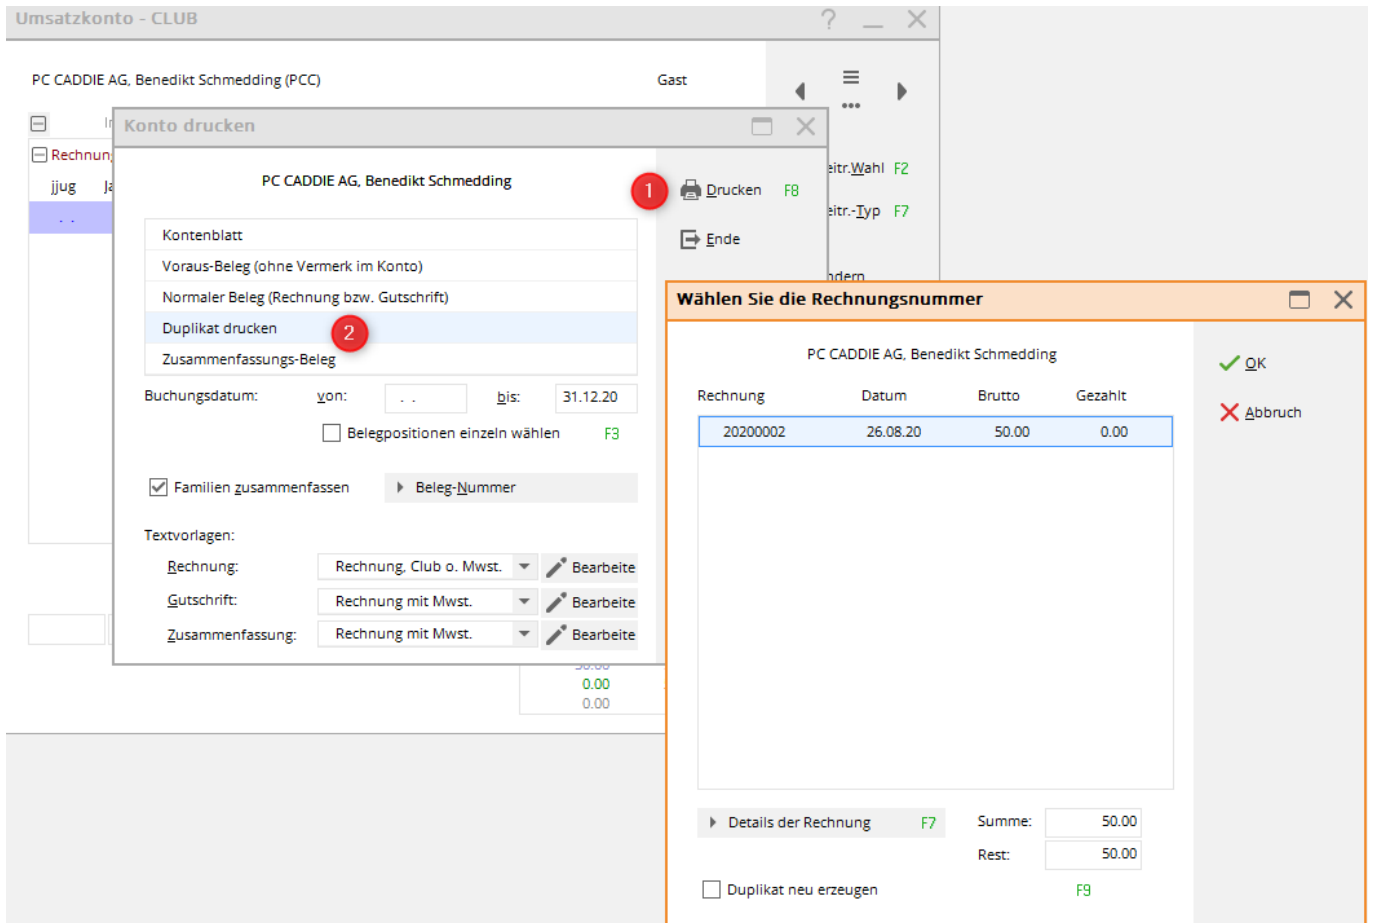 Umsatzkonto - CLUB
PC CADDIE AG, Benedikt Schmedding (PCC)
Gast
Rechnun
jjug
Konto drucken
PC CADDIE AG, Benedikt Schmedding
1
Drucken F8
Ende
eitr.Wahl F2
eitr.-Typ F7
ndern
Kontenblatt
Voraus-Beleg (ohne Vermerk im Konto)
Normaler Beleg (Rechnung bzw. Gutschrift)
Duplikat drucken
2
Zusammenfassungs-Beleg
Buchungsdatum: von: . . bis: 31.12.20
Belegpositionen einzeln wählen F3
Familien zusammenfassen
Beleg-Nummer
Textvorlagen:
Rechnung: Rechnung, Club o. Mwst. Bearbeite
Gutschrift: Rechnung mit Mwst. Bearbeite
Zusammenfassung: Rechnung mit Mwst. Bearbeite
0.00
0.00
Wählen Sie die Rechnungsnummer
PC CADDIE AG, Benedikt Schmedding
OK
Abbruch
Rechnung Datum Brutto Gezahlt
20200002 26.08.20 50.00 0.00
Details der Rechnung F7
Summe: 50.00
Rest: 50.00
Duplikat neu erzeugen F9